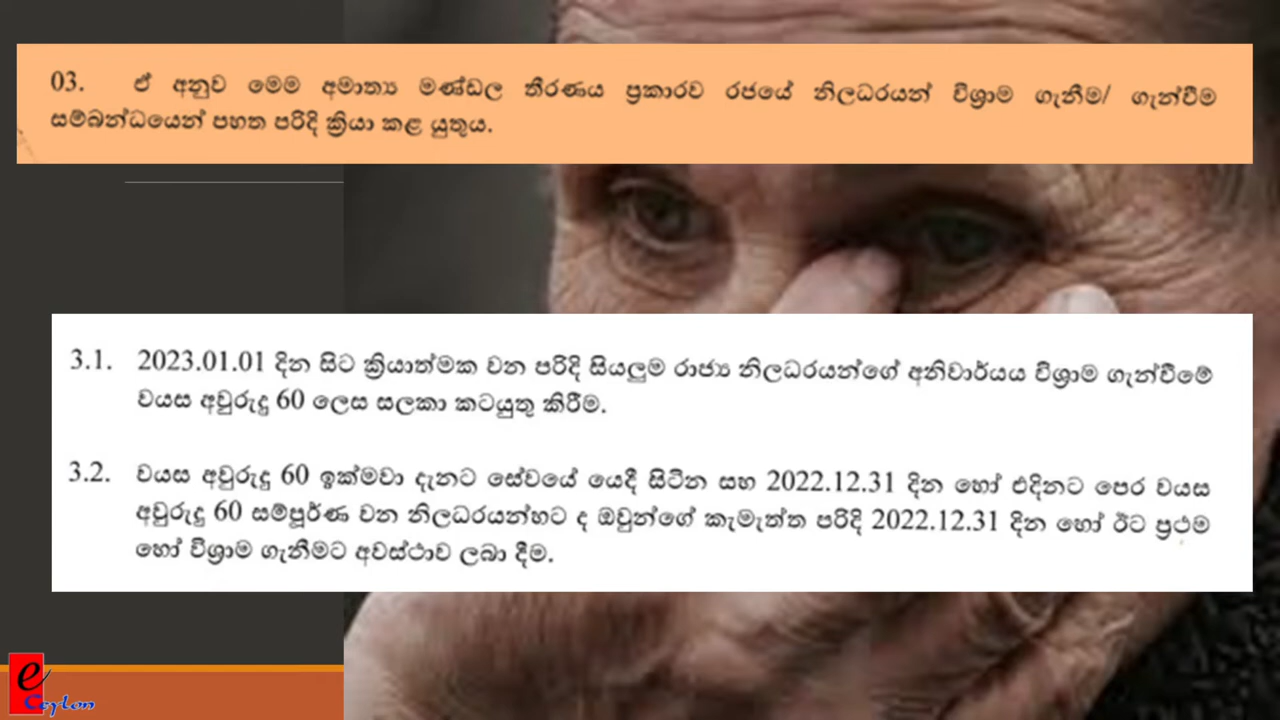 03. ඒ අනුව මෙම අමාත්‍ය මණ්ඩල තීරණය ප්‍රකාරව රජයේ නිලධරයන් විශ්‍රාම ගැනීම/ ගැන්වීම
සම්බන්ධයෙන් පහත පරිදි ක්‍රියා කළ යුතුය.
3.1. 2023.01.01 දින සිට ක්‍රියාත්මක වන පරිදි සියලුම රාජ්‍ය නිලධරයන්ගේ අනිවාර්යය විශ්‍රාම ගැන්වීමේ
වයස අවුරුදු 60 ලෙස සලකා කටයුතු කිරීම.
3.2. වයස අවුරුදු 60 ඉක්මවා දැනට සේවයේ යෙදී සිටින සහ 2022.12.31 දින හෝ එදිනට පෙර වයස
අවුරුදු 60 සම්පූර්ණ වන නිලධරයන්හට ද ඔවුන්ගේ කැමැත්ත පරිදි 2022.12.31 දින හෝ ඊට ප්‍රථම
හෝ විශ්‍රාම ගැනීමට අවස්ථාව ලබා දීම.
e
Ceylon